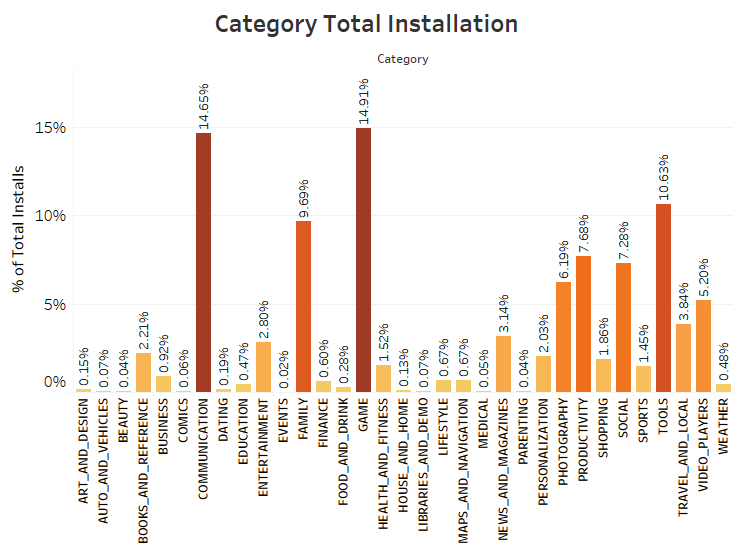 Category Total Installation
Category
% of Total Installs
15%
10%
5%
0%
0.15%
0.07%
0.04%
2.21%
0.92%
0.06%
14.65%
0.19%
0.47%
2.80%
0.02%
9.69%
0.60%
0.28%
14.91%
1.52%
0.13%
0.07%
0.67%
0.67%
0.05%
3.14%
0.04%
2.03%
6.19%
7.68%
1.86%
7.28%
1.45%
10.63%
3.84%
5.20%
0.48%
ART_AND_DESIGN
AUTO_AND_VEHICLES
BEAUTY
BOOKS_AND_REFERENCE
BUSINESS
COMICS
COMMUNICATION
DATING
EDUCATION
ENTERTAINMENT
EVENTS
FAMILY
FINANCE
FOOD_AND_DRINK
GAME
HEALTH_AND_FITNESS
HOUSE_AND_HOME
LIBRARIES_AND_DEMO
LIFESTYLE
MAPS_AND_NAVIGATION
MEDICAL
NEWS_AND_MAGAZINES
PARENTING
PERSONALIZATION
PHOTOGRAPHY
PRODUCTIVITY
SHOPPING
SOCIAL
SPORTS
TOOLS
TRAVEL_AND_LOCAL
VIDEO_PLAYERS
WEATHER